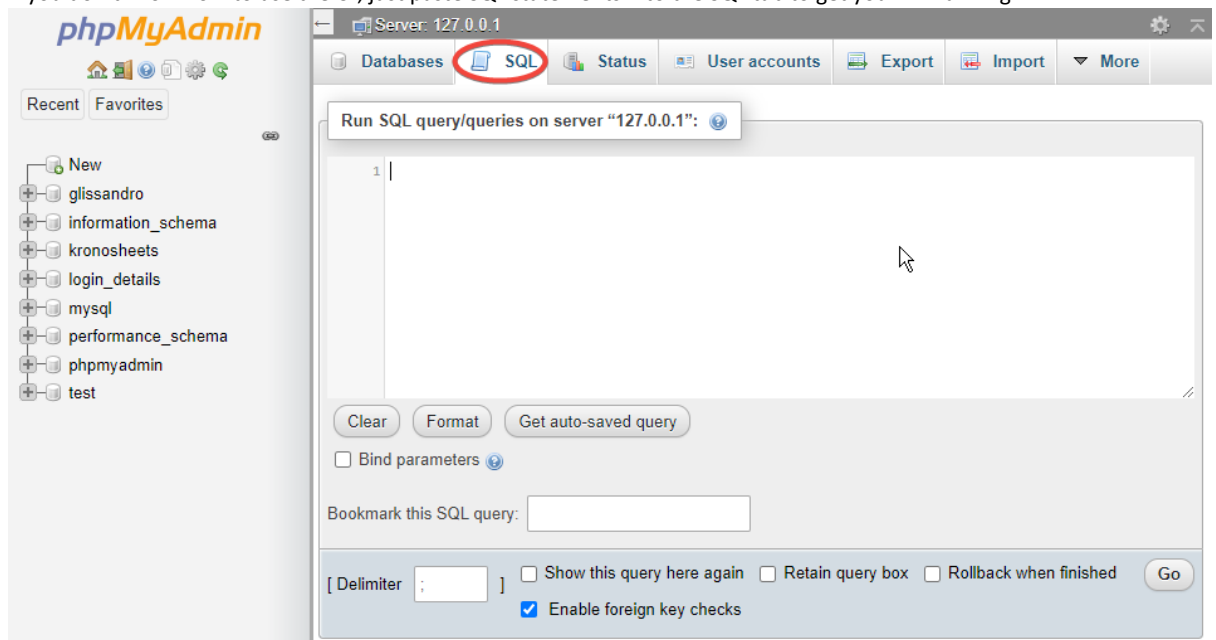 phpMyAdmin
Recent Favorites
New
glissandro
information_schema
kronosheets
login_details
mysql
performance_schema
phpmyadmin
test
Server: 127.0.0.1
Databases SQL Status User accounts Export Import More
Run SQL query/queries on server “127.0.0.1”:
1
Clear Format Get auto-saved query
Bind parameters
Bookmark this SQL query:
[ Delimiter ; ] Show this query here again Retain query box Rollback when finished Go
Enable foreign key checks